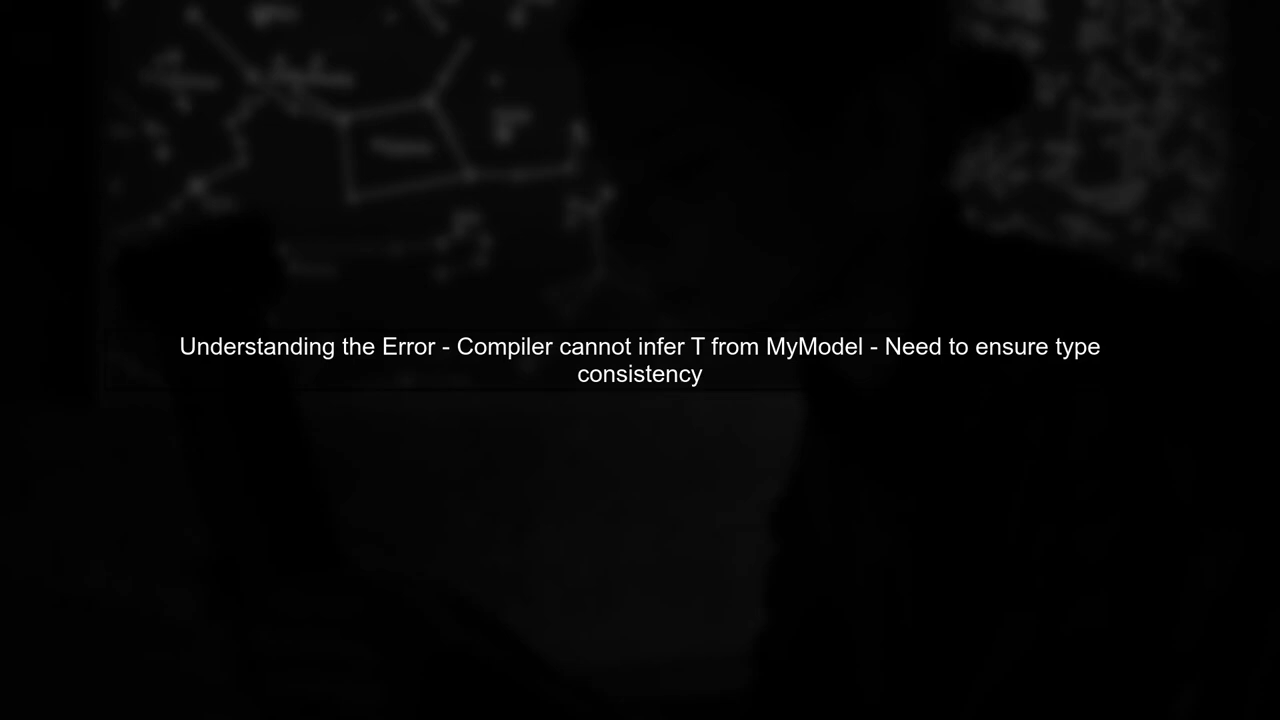 Understanding the Error - Compiler cannot infer T from MyModel - Need to ensure type
consistency